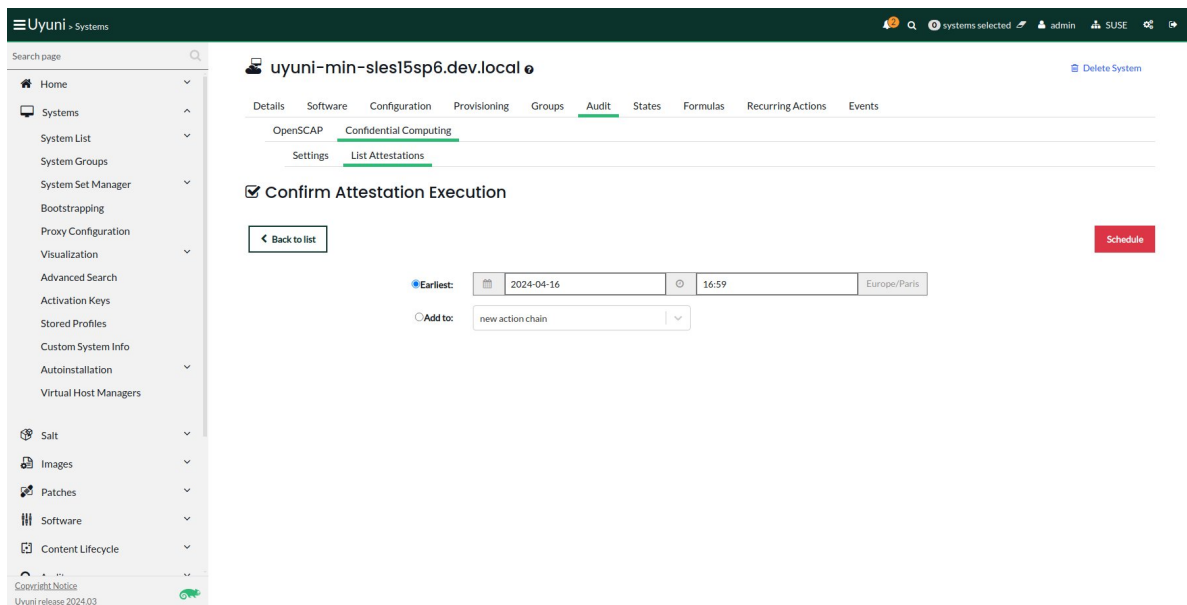 Uyuni > Systems
2
0 systems selected
admin
SUSE
Search page
Home
Systems
System List
System Groups
System Set Manager
Bootstrapping
Proxy Configuration
Visualization
Advanced Search
Activation Keys
Stored Profiles
Custom System Info
Autoinstallation
Virtual Host Managers
Salt
Images
Patches
Software
Content Lifecycle
Copyright Notice
Uyuni release 2024.03
uyuni-min-sles15sp6.dev.local
Delete System
Details Software Configuration Provisioning Groups Audit States Formulas Recurring Actions Events
OpenSCAP Confidential Computing
Settings List Attestations
Confirm Attestation Execution
Back to list
Schedule
Earliest: 2024-04-16 16:59 Europe/Paris
Add to: new action chain